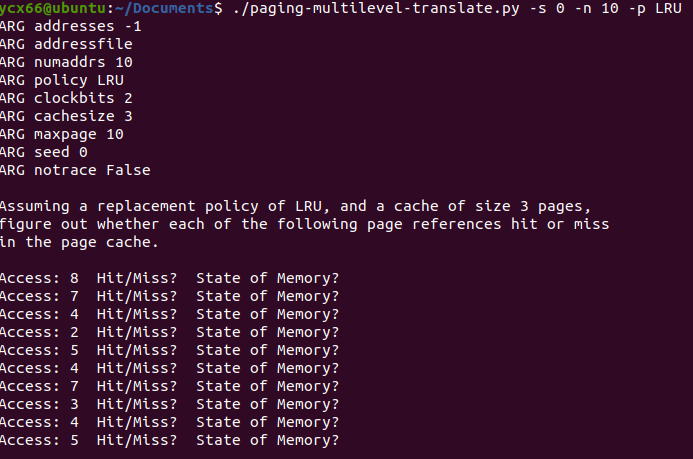 ycx66@ubuntu:~/Documents$ ./paging-multilevel-translate.py -s 0 -n 10 -p LRU
ARG addresses -1
ARG addressfile
ARG numaddrs 10
ARG policy LRU
ARG clockbits 2
ARG cachesize 3
ARG maxpage 10
ARG seed 0
ARG notrace False

Assuming a replacement policy of LRU, and a cache of size 3 pages,
figure out whether each of the following page references hit or miss
in the page cache.

Access: 8  Hit/Miss?  State of Memory?
Access: 7  Hit/Miss?  State of Memory?
Access: 4  Hit/Miss?  State of Memory?
Access: 2  Hit/Miss?  State of Memory?
Access: 5  Hit/Miss?  State of Memory?
Access: 4  Hit/Miss?  State of Memory?
Access: 7  Hit/Miss?  State of Memory?
Access: 3  Hit/Miss?  State of Memory?
Access: 4  Hit/Miss?  State of Memory?
Access: 5  Hit/Miss?  State of Memory?